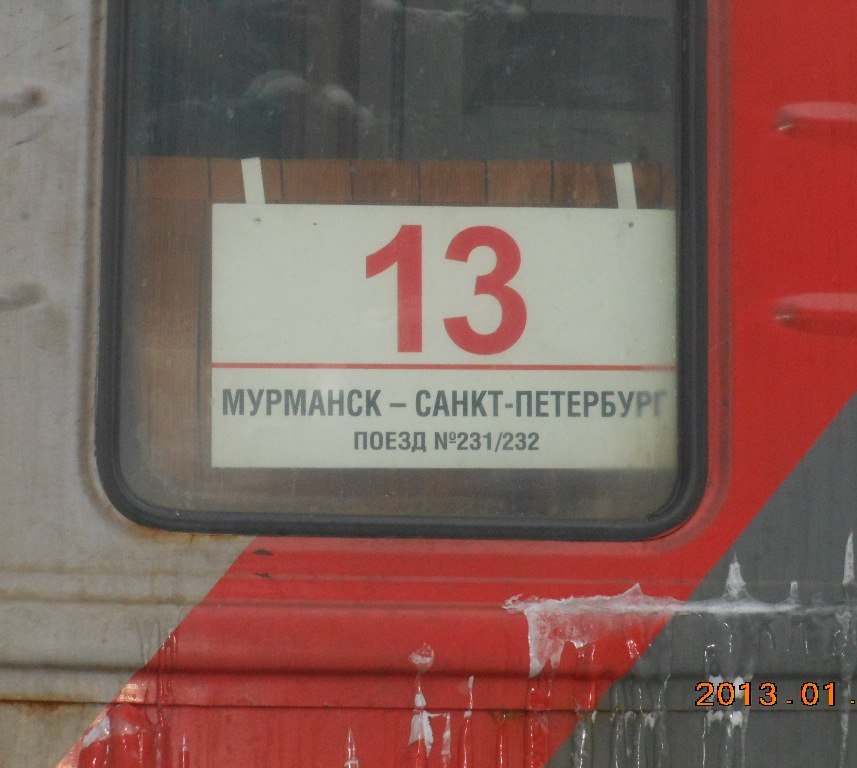 13
МУРМАНСК – САНКТ-ПЕТЕРБУРГ
ПОЕЗД №231/232
2013.01.